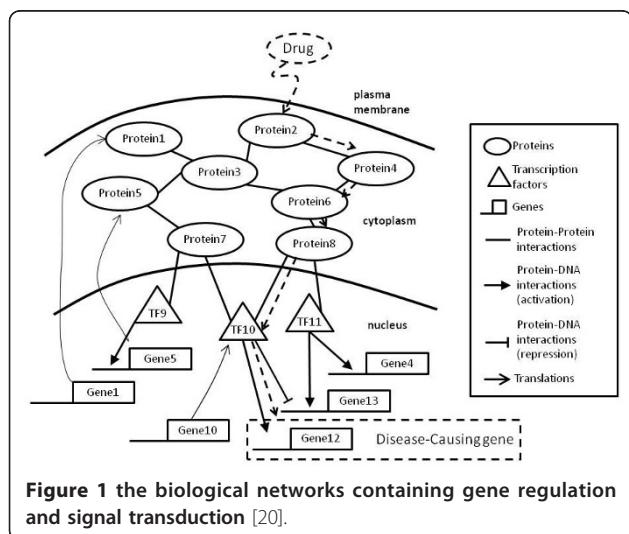 Drug
plasma
membrane
Protein1
Protein2
Protein3
Protein4
Protein5
Protein6
cytoplasm
Protein7
Protein8
TF9
TF10
TF11
nucleus
Gene5
Gene4
Gene1
Gene13
Gene10
Gene12
Disease-Causing gene
Proteins
Transcription
factors
Genes
Protein-Protein
interactions
Protein-DNA
interactions
(activation)
Protein-DNA
interactions
(repression)
Translations
Figure 1 the biological networks containing gene regulation
and signal transduction [20].